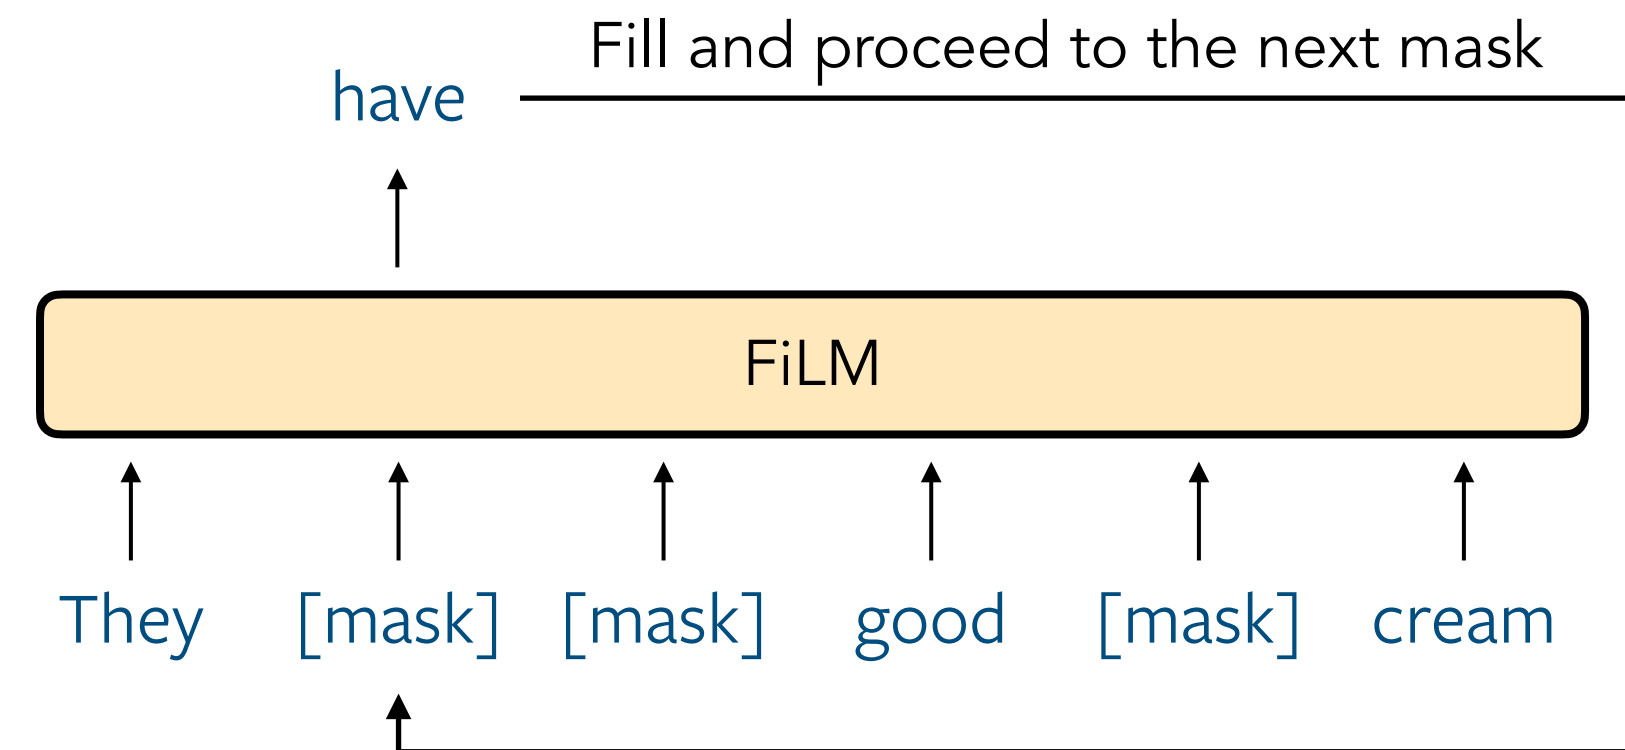 Fill and proceed to the next mask
have
FiLM
They [mask] [mask] good [mask] cream